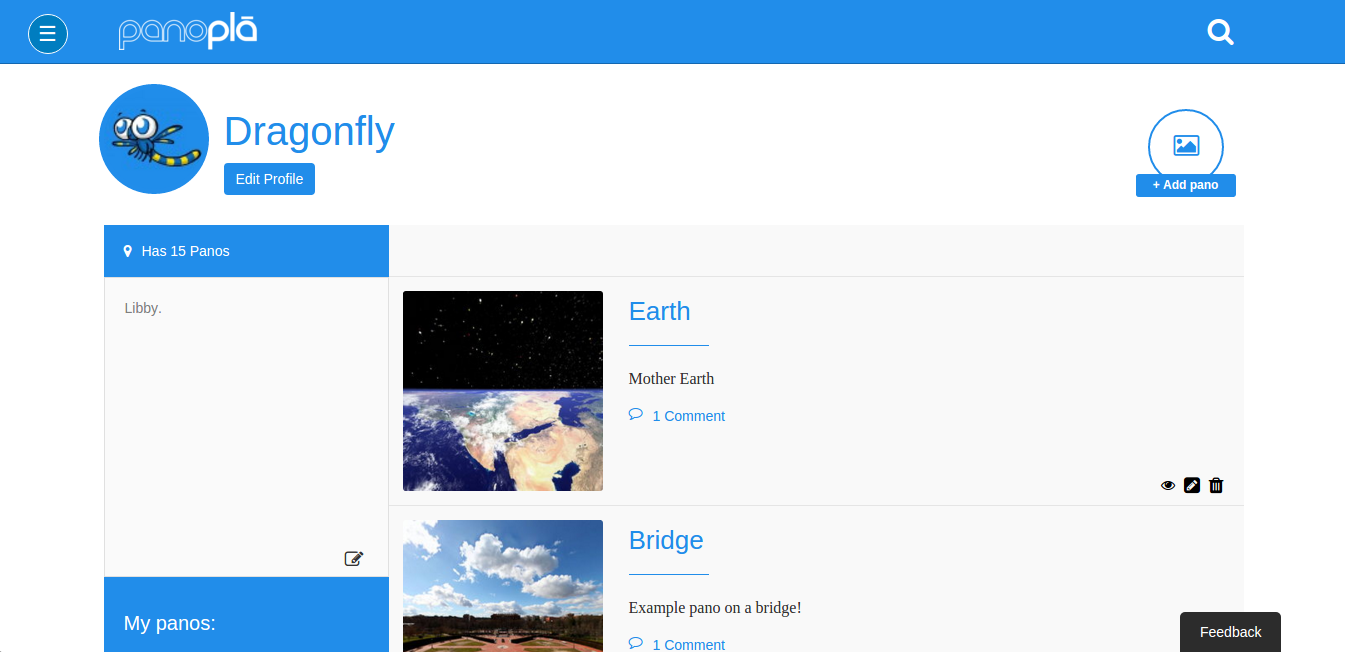 panoplā
Dragonfly
Edit Profile
+ Add pano
Has 15 Panos
Libby.
Earth
Mother Earth
1 Comment
Bridge
Example pano on a bridge!
1 Comment
My panos:
Feedback